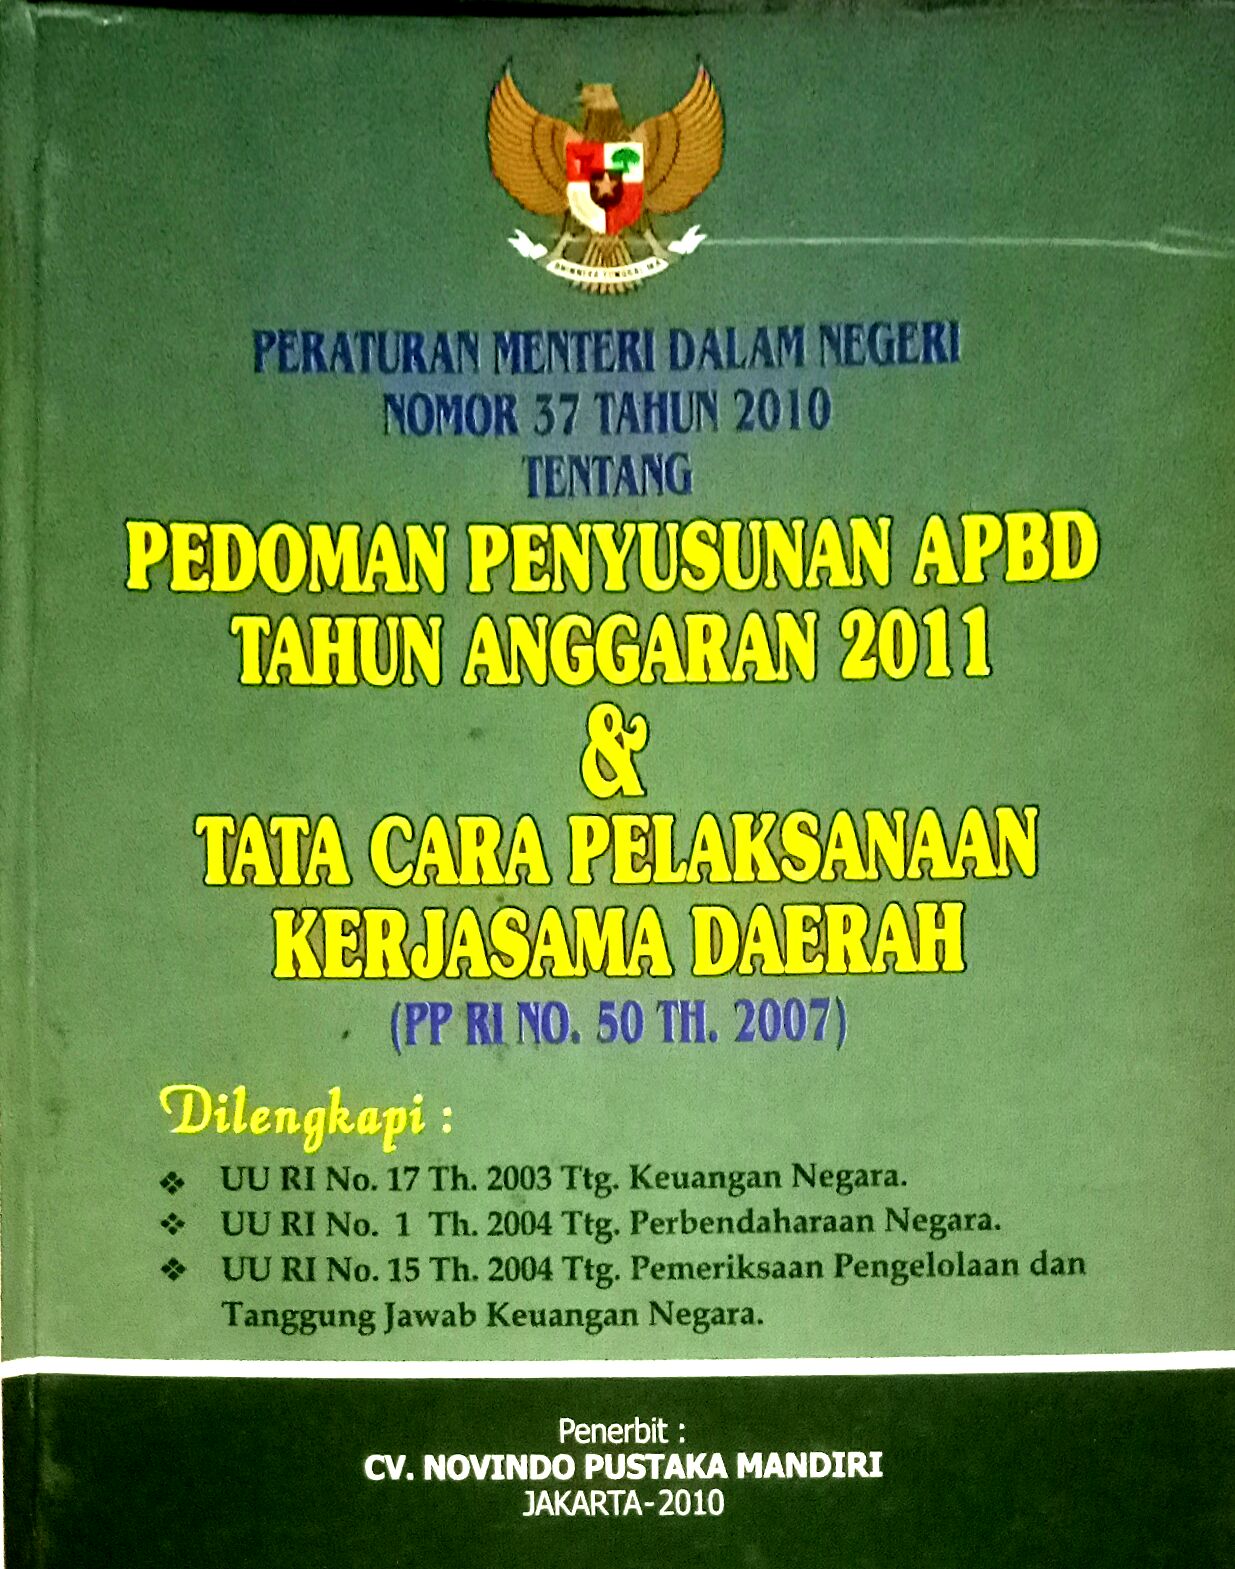 BHINNEKA TUNGGAL IKA
PERATURAN MENTERI DALAM NEGERI
NOMOR 37 TAHUN 2010
TENTANG
PEDOMAN PENYUSUNAN APBD
TAHUN ANGGARAN 2011
&
TATA CARA PELAKSANAAN
KERJASAMA DAERAH
(PP RI NO. 50 TH. 2007)
Dilengkapi :
❖ UU RI No. 17 Th. 2003 Ttg. Keuangan Negara.
❖ UU RI No. 1 Th. 2004 Ttg. Perbendaharaan Negara.
❖ UU RI No. 15 Th. 2004 Ttg. Pemeriksaan Pengelolaan dan
Tanggung Jawab Keuangan Negara.
Penerbit :
CV. NOVINDO PUSTAKA MANDIRI
JAKARTA-2010